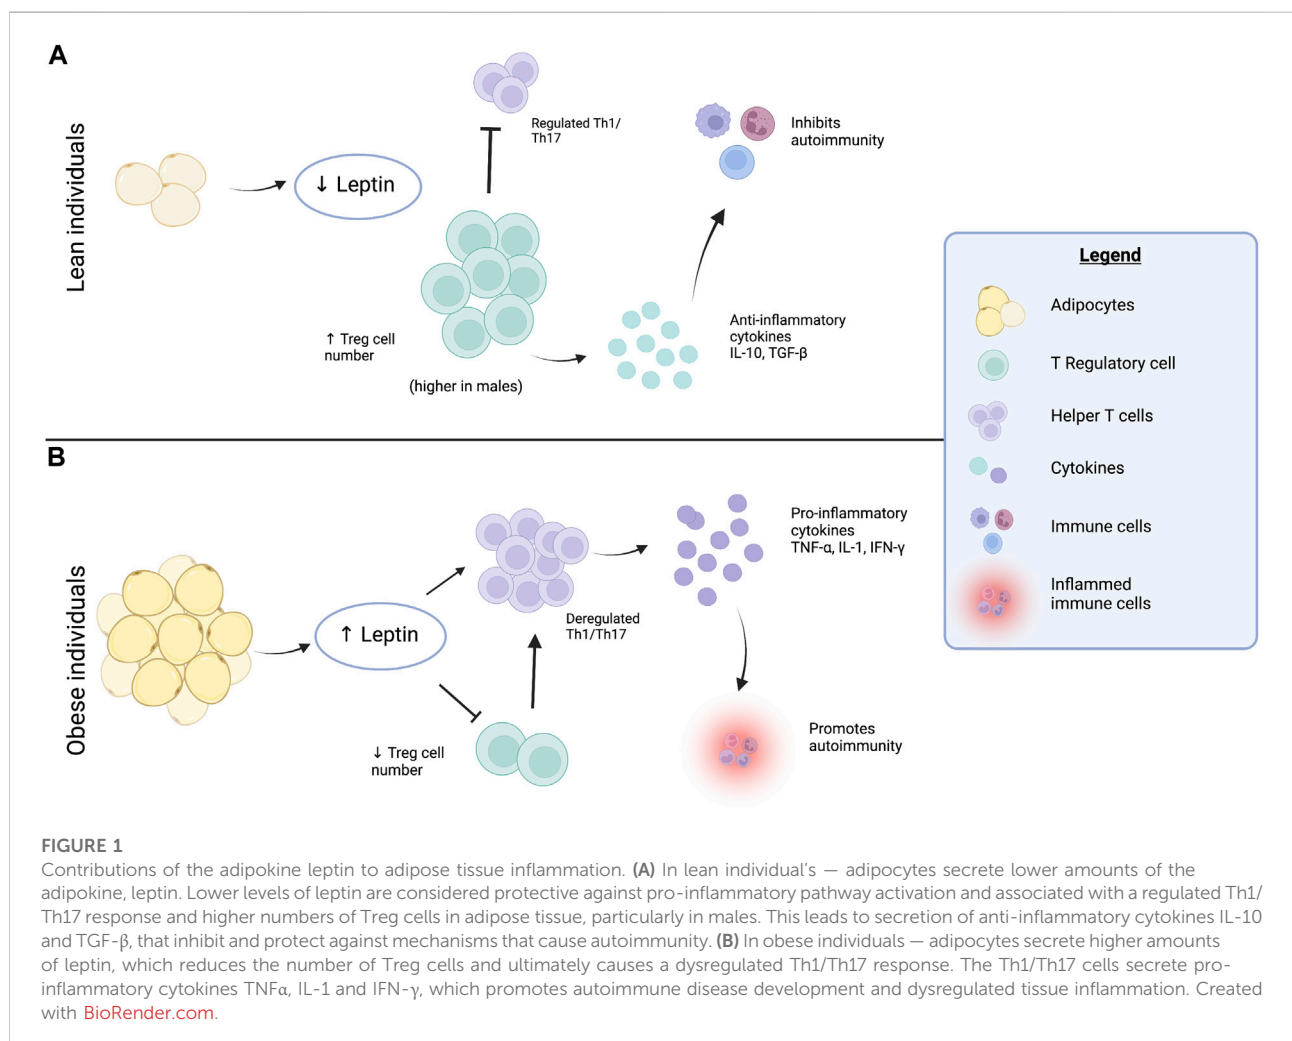 A
Lean individuals
↓ Leptin
Regulated Th1/
Th17
Inhibits
autoimmunity
↑ Treg cell
number
(higher in males)
Anti-inflammatory
cytokines
IL-10, TGF-β
Legend
Adipocytes
T Regulatory cell
Helper T cells
Cytokines
Immune cells
Inflammed
immune cells
B
Obese individuals
↑ Leptin
Deregulated
Th1/Th17
Pro-inflammatory
cytokines
TNF-α, IL-1, IFN-γ
↓ Treg cell
number
Promotes
autoimmunity
FIGURE 1
Contributions of the adipokine leptin to adipose tissue inflammation. (A) In lean individual's — adipocytes secrete lower amounts of the
adipokine, leptin. Lower levels of leptin are considered protective against pro-inflammatory pathway activation and associated with a regulated Th1/
Th17 response and higher numbers of Treg cells in adipose tissue, particularly in males. This leads to secretion of anti-inflammatory cytokines IL-10
and TGF-β, that inhibit and protect against mechanisms that cause autoimmunity. (B) In obese individuals — adipocytes secrete higher amounts
of leptin, which reduces the number of Treg cells and ultimately causes a dysregulated Th1/Th17 response. The Th1/Th17 cells secrete pro-
inflammatory cytokines TNFα, IL-1 and IFN-γ, which promotes autoimmune disease development and dysregulated tissue inflammation. Created
with BioRender.com.